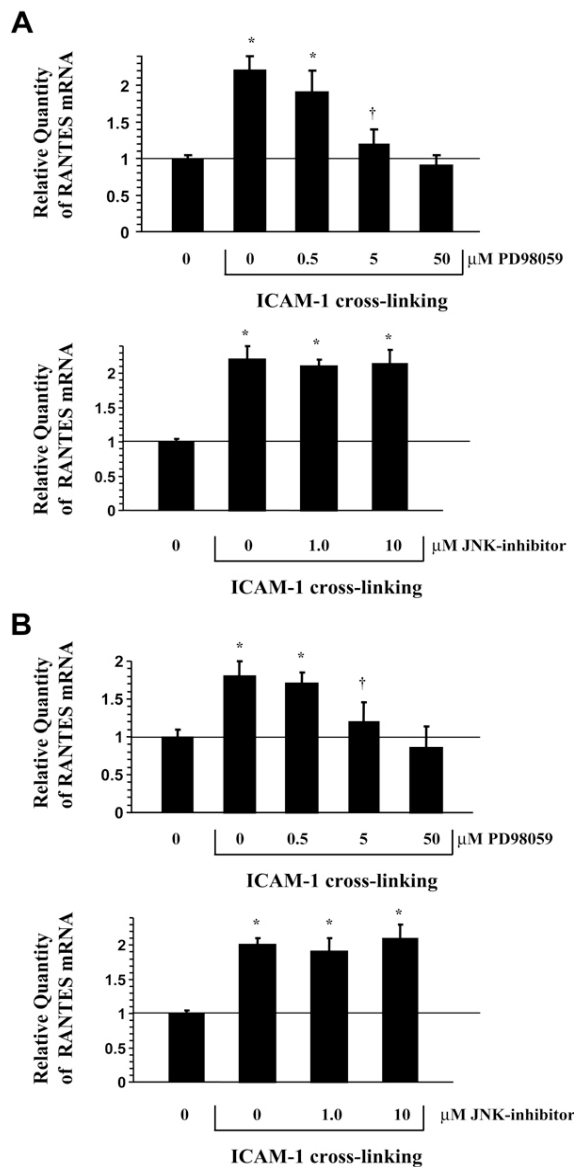 A
Relative Quantity
of RANTES mRNA
2
1.5
1
0.5
0
* * †
0 0 0.5 5 50 μM PD98059
ICAM-1 cross-linking
Relative Quantity
of RANTES mRNA
2
1.5
1
0.5
0
* * *
0 0 1.0 10 μM JNK-inhibitor
ICAM-1 cross-linking
B
Relative Quantity
of RANTES mRNA
2
1.5
1
0.5
0
* * †
0 0 0.5 5 50 μM PD98059
ICAM-1 cross-linking
Relative Quantity
of RANTES mRNA
2
1.5
1
0.5
0
* * *
0 0 1.0 10 μM JNK-inhibitor
ICAM-1 cross-linking